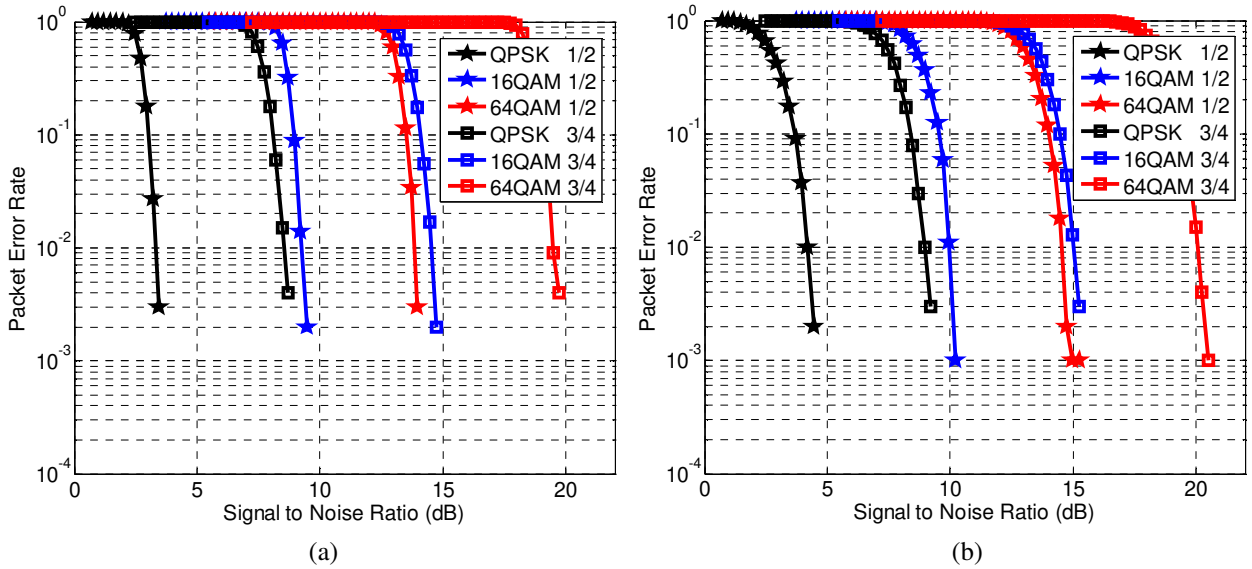 10^0
10^-1
10^-2
10^-3
10^-4
Packet Error Rate
0 5 10 15 20
Signal to Noise Ratio (dB)
QPSK 1/2
16QAM 1/2
64QAM 1/2
QPSK 3/4
16QAM 3/4
64QAM 3/4
(a)
10^0
10^-1
10^-2
10^-3
10^-4
Packet Error Rate
0 5 10 15 20
Signal to Noise Ratio (dB)
QPSK 1/2
16QAM 1/2
64QAM 1/2
QPSK 3/4
16QAM 3/4
64QAM 3/4
(b)